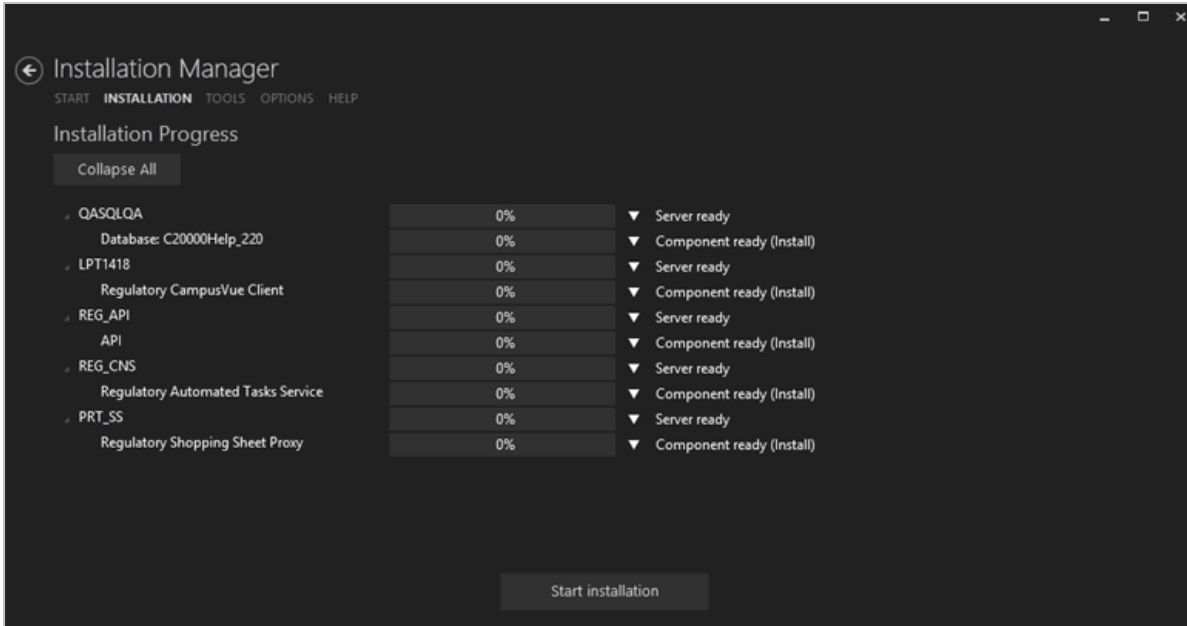 Installation Manager
START INSTALLATION TOOLS OPTIONS HELP
Installation Progress
Collapse All
QASQLQA 0% Server ready
Database: C20000Help_220 0% Component ready (Install)
LPT1418 0% Server ready
Regulatory CampusVue Client 0% Component ready (Install)
REG_API 0% Server ready
API 0% Component ready (Install)
REG_CNS 0% Server ready
Regulatory Automated Tasks Service 0% Component ready (Install)
PRT_SS 0% Server ready
Regulatory Shopping Sheet Proxy 0% Component ready (Install)
Start installation